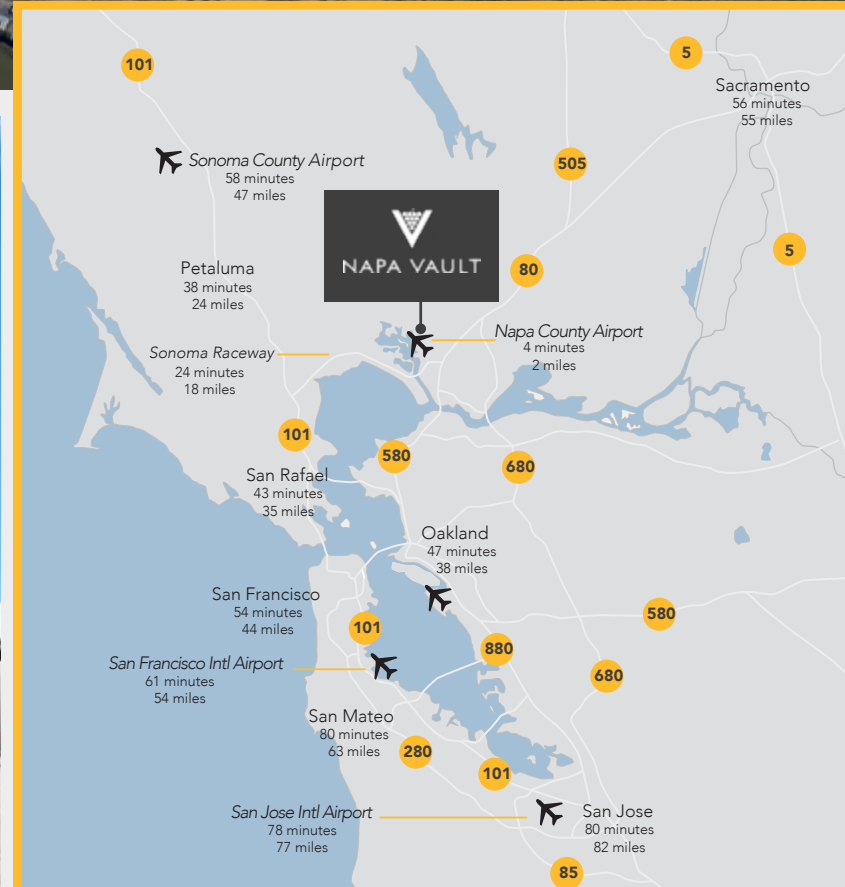 101
5
Sacramento
56 minutes
55 miles
Sonoma County Airport
58 minutes
47 miles
505
NAPA VAULT
5
Petaluma
38 minutes
24 miles
80
Napa County Airport
4 minutes
2 miles
Sonoma Raceway
24 minutes
18 miles
101
580
680
San Rafael
43 minutes
35 miles
Oakland
47 minutes
38 miles
San Francisco
54 minutes
44 miles
101
580
880
San Francisco Intl Airport
61 minutes
54 miles
680
San Mateo
80 minutes
63 miles
280
101
San Jose Intl Airport
78 minutes
77 miles
San Jose
80 minutes
82 miles
85